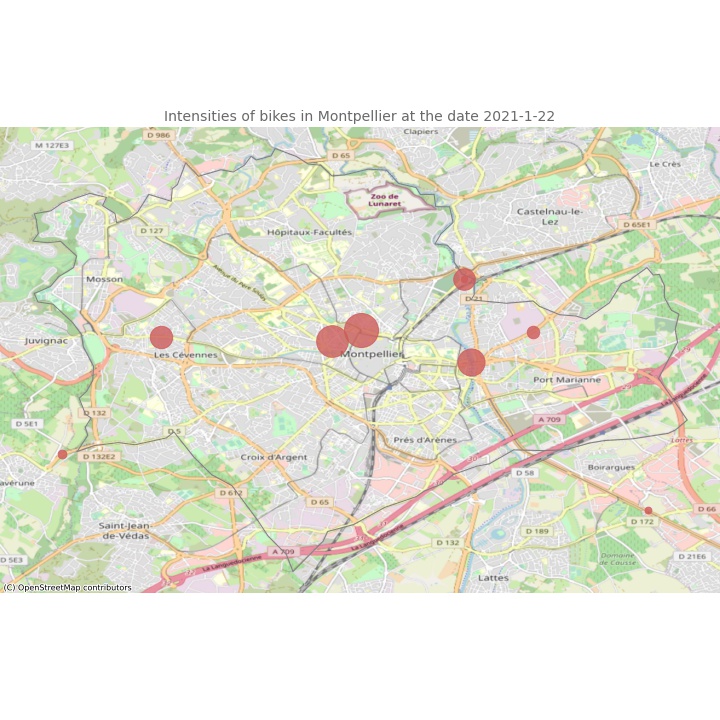 Intensities of bikes in Montpellier at the date 2021-1-22
D 986
Clapiers
M 127E3
D 65
Le Crès
Zoo de
Lunaret
Castelnau-le-
Lez
D 65E1
D 127
Hôpitaux-Facultés
Mosson
D 21
Juvignac
Les Cévennes
Montpellier
Port Marianne
D 132
A 709
D 5E1
D 5
Prés d'Arènes
D 132E2
Croix d'Argent
Boirargues
D 58
D 612
D 65
D 172
D 66
Saint-Jean-
de-Védas
D 189
D 132
A 709
La Languedocienne
D 5E3
Domaine
de Causse
D 21E6
Lattes
(C) OpenStreetMap contributors